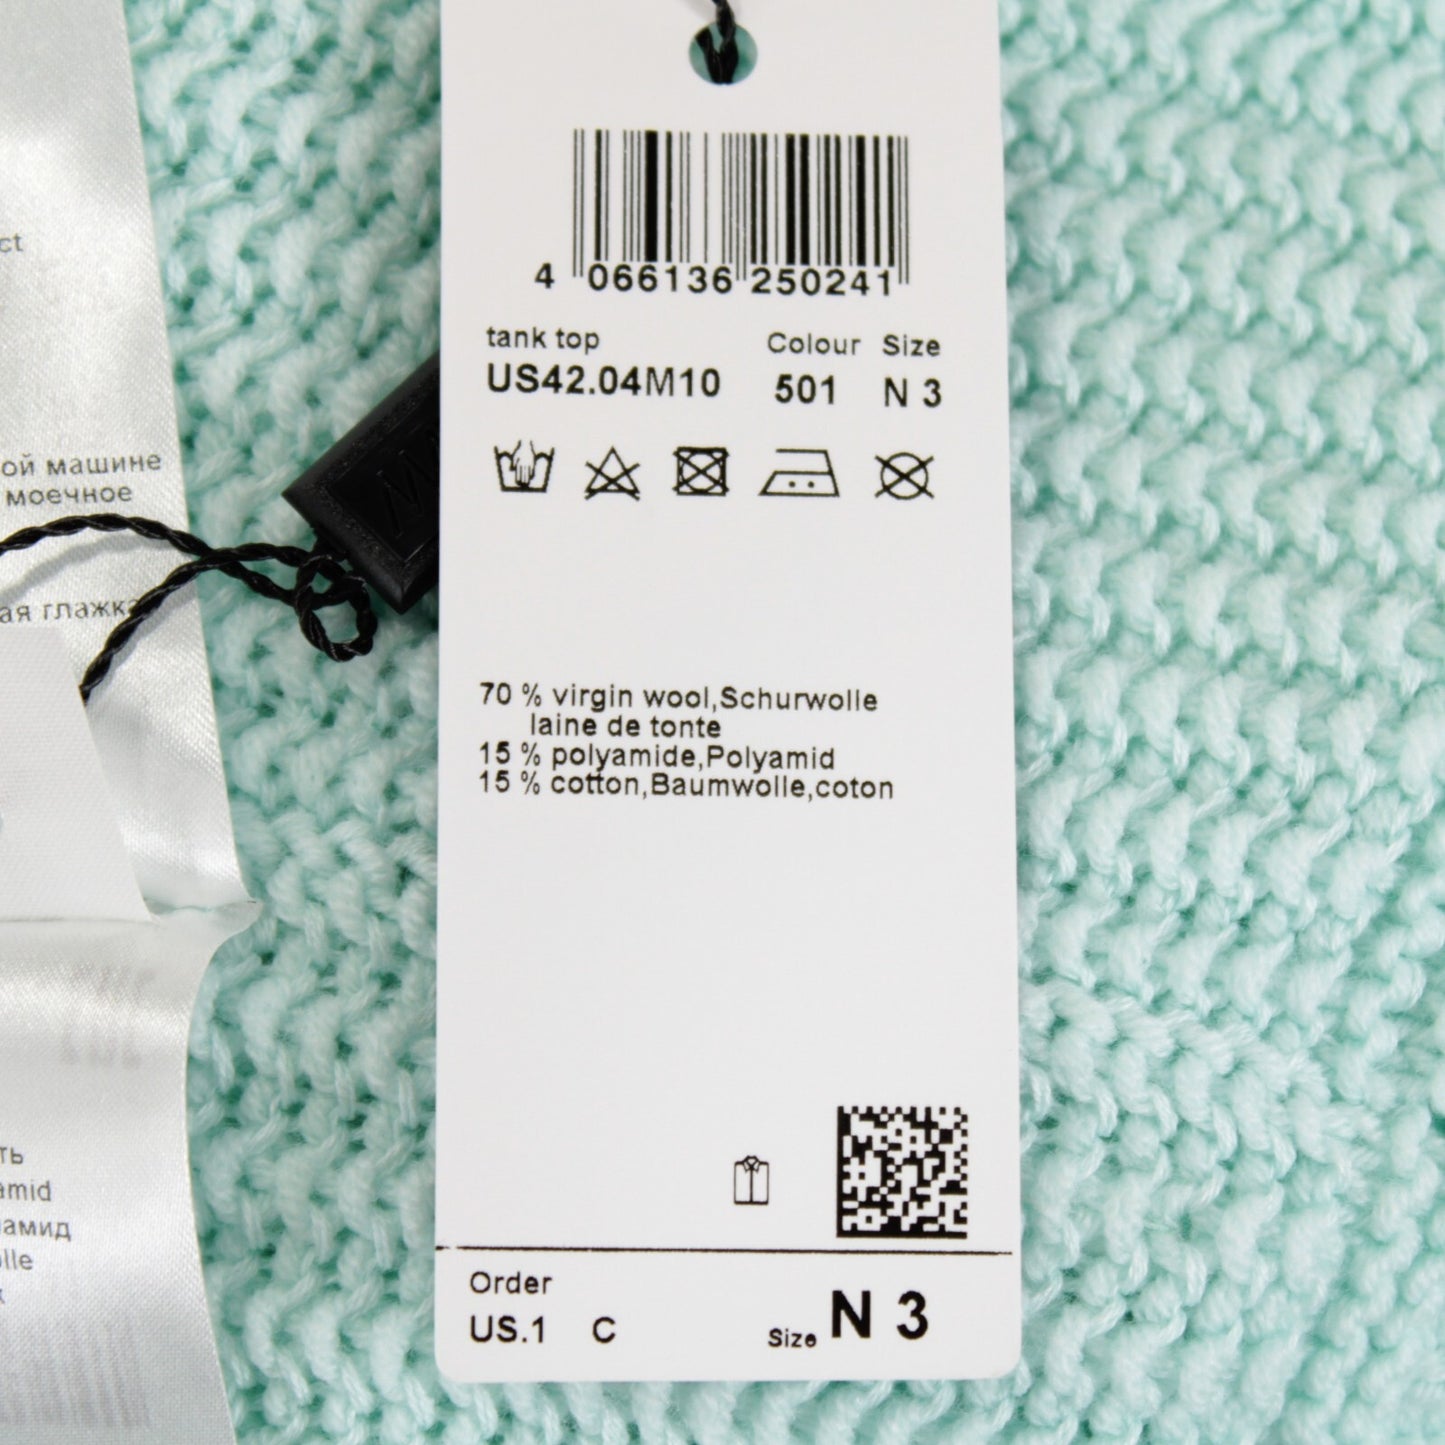 4 066136 250241
tank top Colour Size
US42.04M10 501 N 3
70 % virgin wool,Schurwolle
laine de tonte
15 % polyamide,Polyamid
15 % cotton,Baumwolle,coton
Order
US.1 C Size N 3
ct
ой машине
моечное
ая глажка
ть
amid
амид
olle